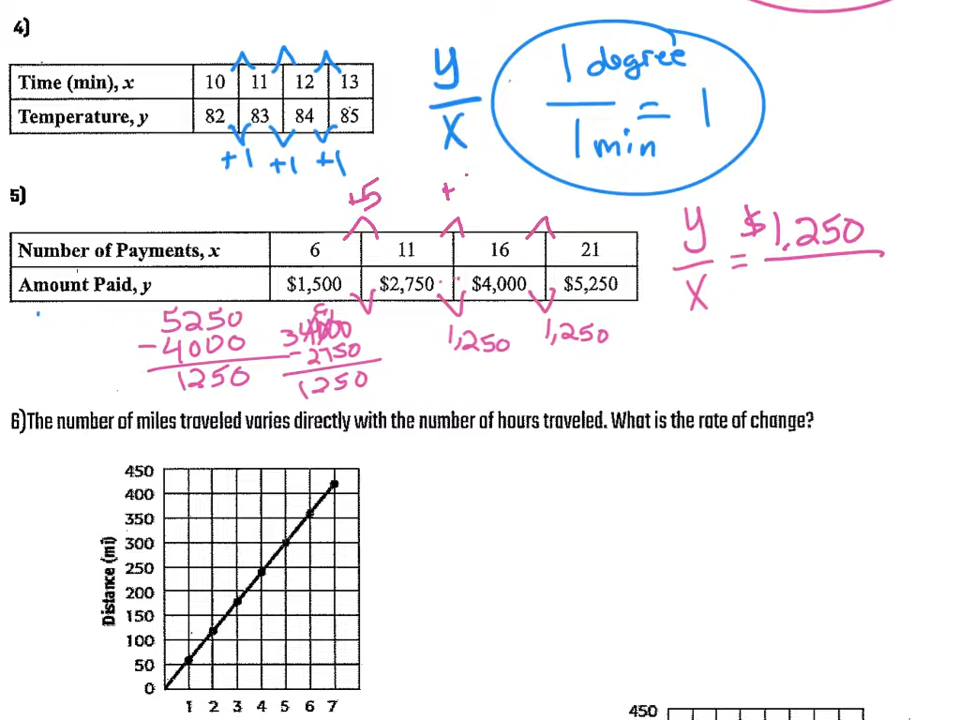 4)
Time (min), x 10 11 12 13
Temperature, y 82 83 84 85
+1 +1 +1
y
x
1 degree
1 min
= 1
5)
+5 +
Number of Payments, x 6 11 16 21
Amount Paid, y $1,500 $2,750 $4,000 $5,250
y
x
= $1,250
5250
- 4000
1250
- 2750
1250
1,250 1,250
6)The number of miles traveled varies directly with the number of hours traveled. What is the rate of change?
Distance (mi)
450
400
350
300
250
200
150
100
50
0
1 2 3 4 5 6 7
450